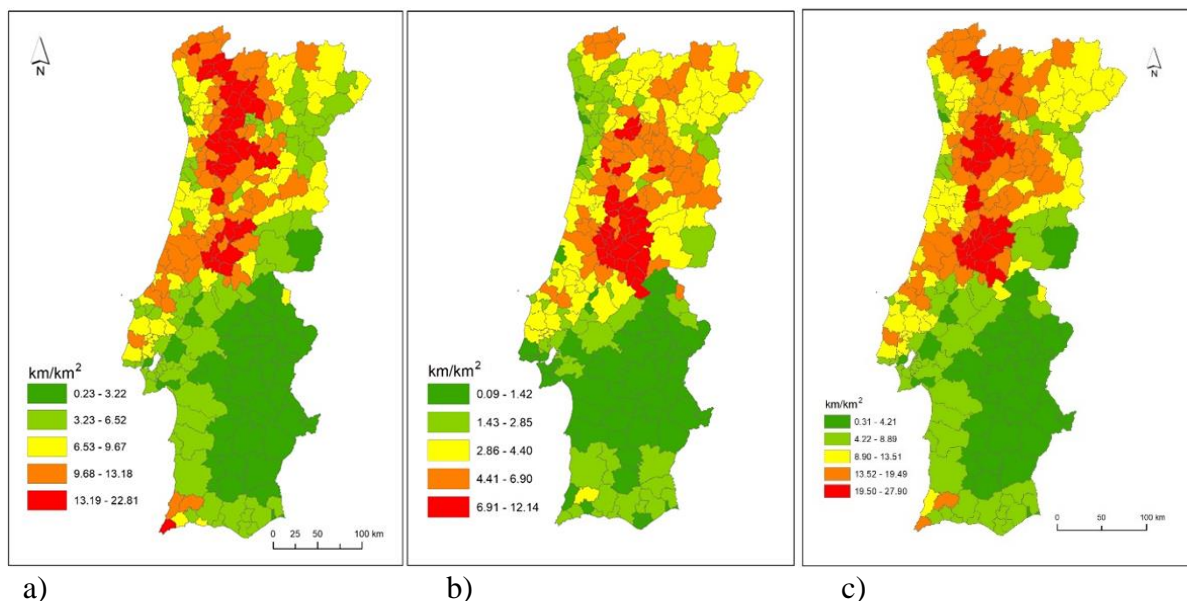 N
km/km²
0.23 - 3.22
3.23 - 6.52
6.53 - 9.67
9.68 - 13.18
13.19 - 22.81
0 25 50 100 km
a)
km/km²
0.09 - 1.42
1.43 - 2.85
2.86 - 4.40
4.41 - 6.90
6.91 - 12.14
b)
N
km/km²
0.31 - 4.21
4.22 - 8.89
8.90 - 13.51
13.52 - 19.49
19.50 - 27.90
0 50 100 km
c)